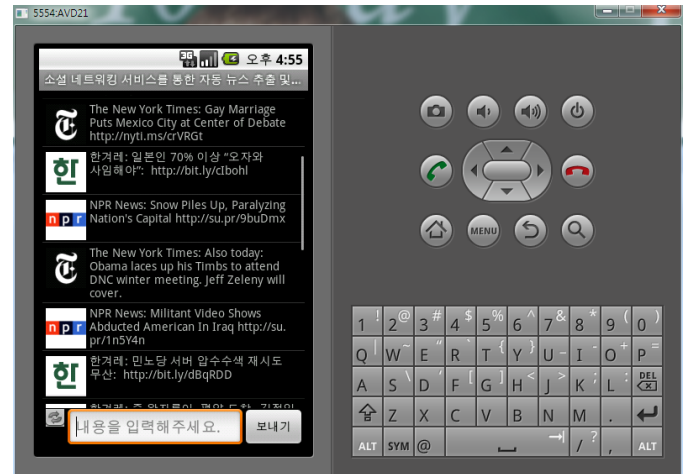 5554:AVD21
3G
오후 4:55
소셜 네트워킹 서비스를 통한 자동 뉴스 추출 및...
The New York Times: Gay Marriage
Puts Mexico City at Center of Debate
http://nyti.ms/crVRGt
한
한겨레: 일본인 70% 이상 “오자와
사임해야”:  http://bit.ly/cIbohl
n p r
NPR News: Snow Piles Up, Paralyzing
Nation's Capital http://su.pr/9buDmx
The New York Times: Also today:
Obama laces up his Timbs to attend
DNC winter meeting. Jeff Zeleny will
cover.
n p r
NPR News: Militant Video Shows
Abducted American In Iraq http://su.
pr/1n5Y4n
한
한겨레: 민노당 서버 압수수색 재시도
무산:  http://bit.ly/dBqRDD
내용을 입력해주세요.
보내기
MENU
1 ! 2 @ 3 # 4 $ 5 % 6 ^ 7 & 8 * 9 ( 0 )
Q | W ~ E " R ` T { Y } U _ I - O + P =
A S \ D ' F [ G ] H < J > K ; L : DEL
Z X C V B N M .
ALT SYM @ / ? , ALT